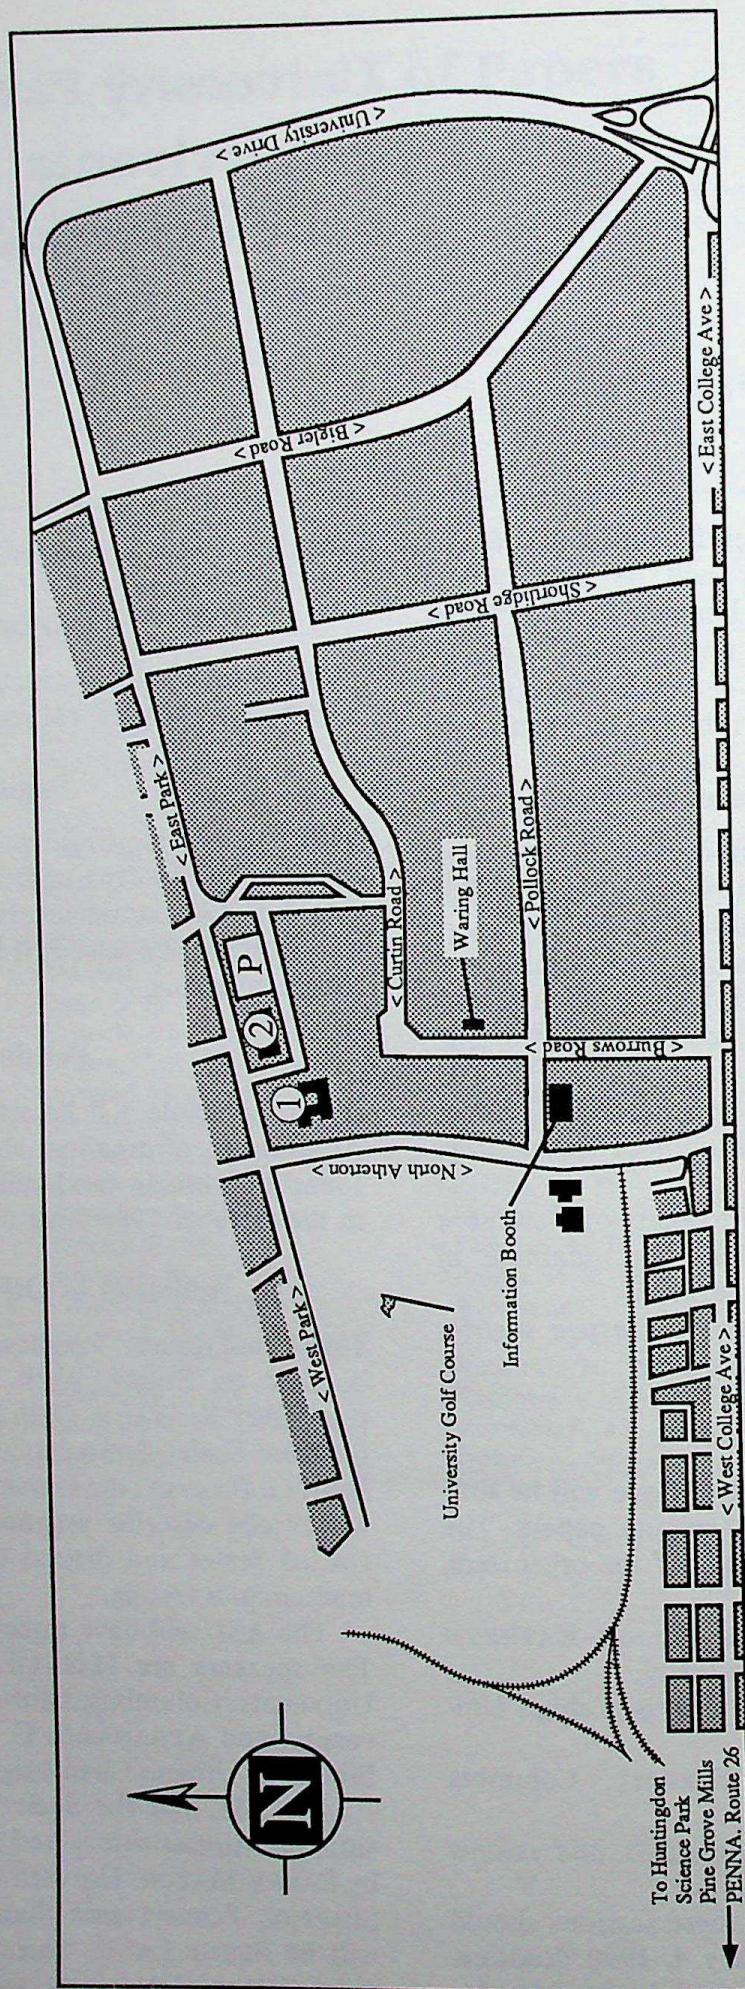 < University Drive >
< Bigler Road >
< East College Ave >
< Shortlidge Road >
< East Park >
< Pollock Road >
< Curtin Road >
Waring Hall
P
2
1
< Burrows Road >
< North Atherton >
Information Booth
< West Park >
University Golf Course
< West College Ave >
N
To Huntingdon
Science Park
Pine Grove Mills
PENNA. Route 26